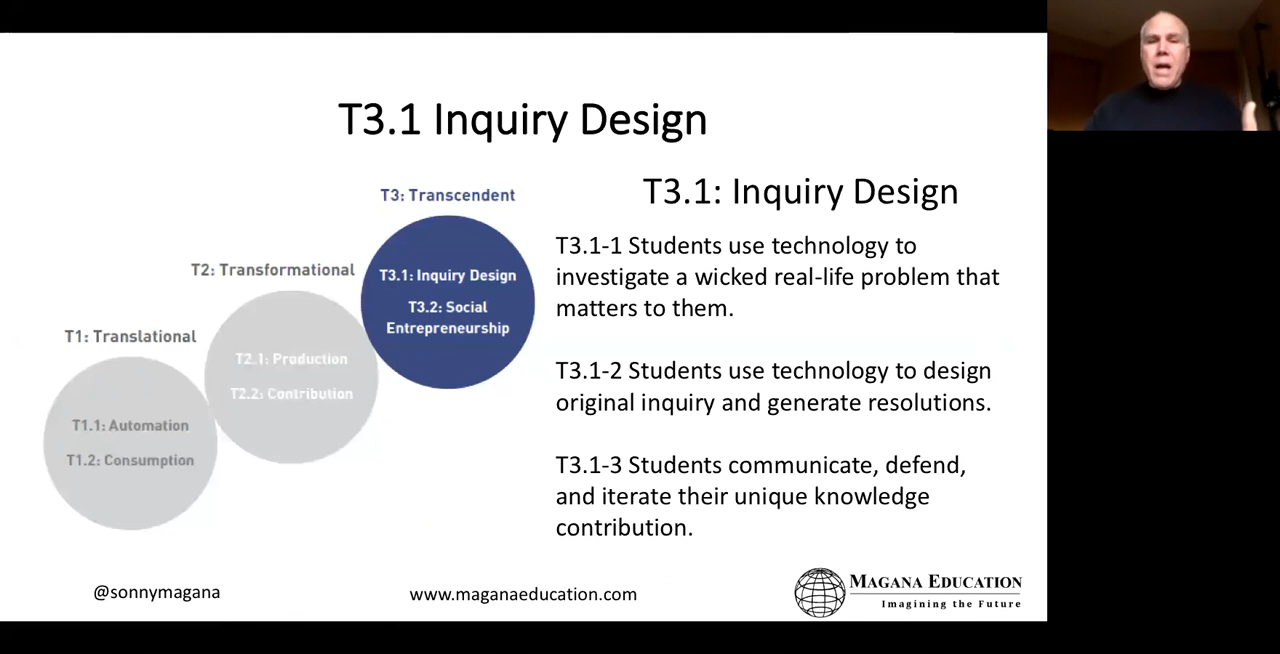 T3.1 Inquiry Design
T3: Transcendent
T3.1: Inquiry Design
T3.2: Social
Entrepreneurship
T2: Transformational
T2.1: Production
T2.2: Contribution
T1: Translational
T1.1: Automation
T1.2: Consumption
T3.1: Inquiry Design
T3.1-1 Students use technology to
investigate a wicked real-life problem that
matters to them.
T3.1-2 Students use technology to design
original inquiry and generate resolutions.
T3.1-3 Students communicate, defend,
and iterate their unique knowledge
contribution.
@sonnymagana
www.maganaeducation.com
MAGANA EDUCATION
Imagining the Future